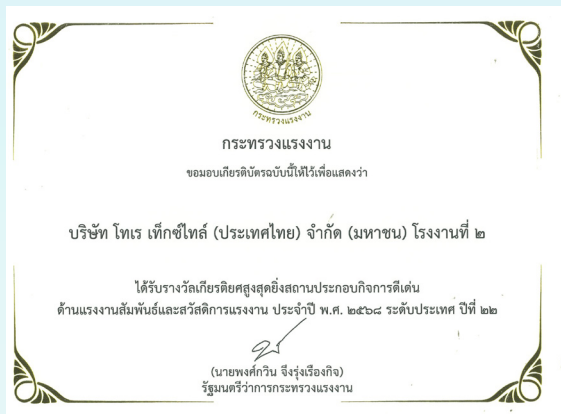 กระทรวงแรงงาน
กระทรวงแรงงาน
ขอมอบเกียรติบัตรฉบับนี้ให้ไว้เพื่อแสดงว่า
บริษัท โทเร เท็กซ์ไทล์ (ประเทศไทย) จำกัด (มหาชน) โรงงานที่ ๒
ได้รับรางวัลเกียรติยศสูงสุดยิ่งสถานประกอบกิจการดีเด่น
ด้านแรงงานสัมพันธ์และสวัสดิการแรงงาน ประจำปี พ.ศ. ๒๕๖๘ ระดับประเทศ ปีที่ ๒๒
(นายพงศ์กวิน จึงรุ่งเรืองกิจ)
รัฐมนตรีว่าการกระทรวงแรงงาน